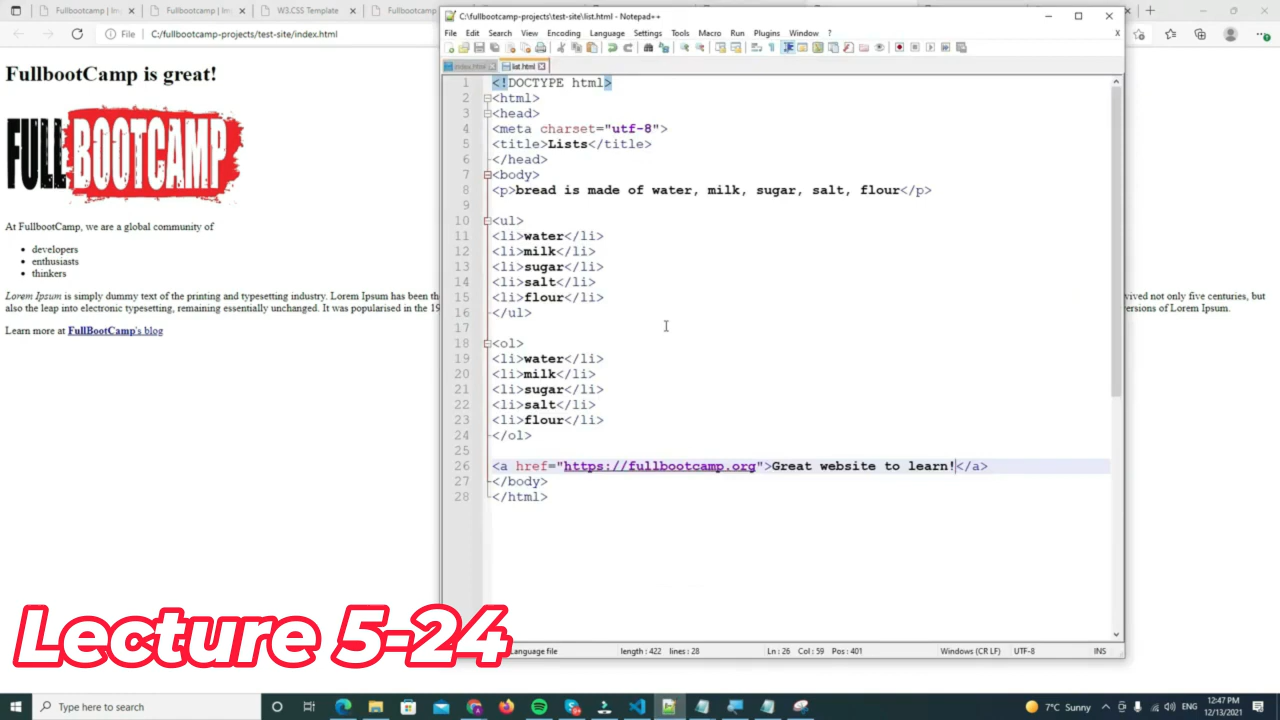 C:\fullbootcamp-projects\test-site\list.html - Notepad++
Fullbootcamp | Im
Fullbootcamp | Imp
W3.CSS Template
Fullbootcamp
File Edit Search View Encoding Language Settings Tools Macro Run Plugins Window ?
File C:/fullbootcamp-projects/test-site/index.html
index.html list.html
FullbootCamp is great!
FULL BOOTCAMP
At FullbootCamp, we are a global community of
developers
enthusiasts
thinkers
Lorem Ipsum is simply dummy text of the printing and typesetting industry. Lorem Ipsum has been the
vived not only five centuries, but
also the leap into electronic typesetting, remaining essentially unchanged. It was popularised in the 19
ersions of Lorem Ipsum.
Learn more at FullBootCamp's blog
1 <!DOCTYPE html>
2 <html>
3 <head>
4 <meta charset="utf-8">
5 <title>Lists</title>
6 </head>
7 <body>
8 <p>bread is made of water, milk, sugar, salt, flour</p>
9
10 <ul>
11 <li>water</li>
12 <li>milk</li>
13 <li>sugar</li>
14 <li>salt</li>
15 <li>flour</li>
16 </ul>
17
18 <ol>
19 <li>water</li>
20 <li>milk</li>
21 <li>sugar</li>
22 <li>salt</li>
23 <li>flour</li>
24 </ol>
25
26 <a href="https://fullbootcamp.org">Great website to learn!</a>
27 </body>
28 </html>
Lecture 5-24
Language file length : 422 lines : 28 Ln : 26 Col : 59 Pos : 401 Windows (CR LF) UTF-8 INS
Type here to search
7°C Sunny
12:47 PM
12/13/2021